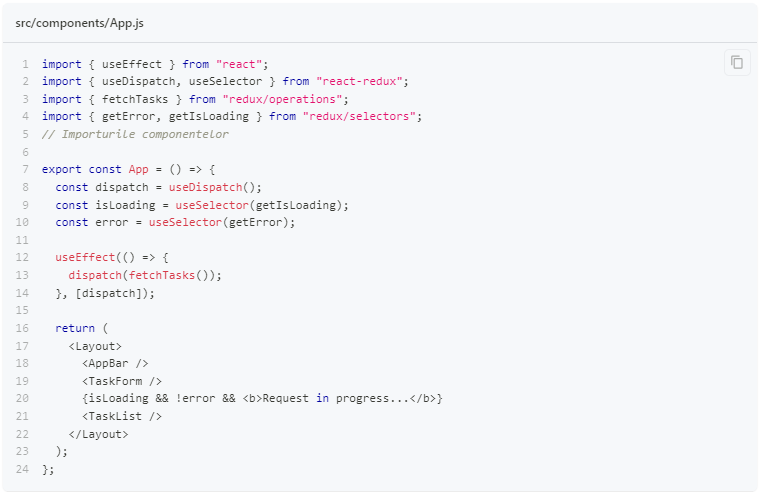 src/components/App.js
1 import { useEffect } from "react";
2 import { useDispatch, useSelector } from "react-redux";
3 import { fetchTasks } from "redux/operations";
4 import { getError, getIsLoading } from "redux/selectors";
5 // Importurile componentelor
6
7 export const App = () => {
8   const dispatch = useDispatch();
9   const isLoading = useSelector(getIsLoading);
10   const error = useSelector(getError);
11
12   useEffect(() => {
13     dispatch(fetchTasks());
14   }, [dispatch]);
15
16   return (
17     <Layout>
18       <AppBar />
19       <TaskForm />
20       {isLoading && !error && <b>Request in progress...</b>}
21       <TaskList />
22     </Layout>
23   );
24 };